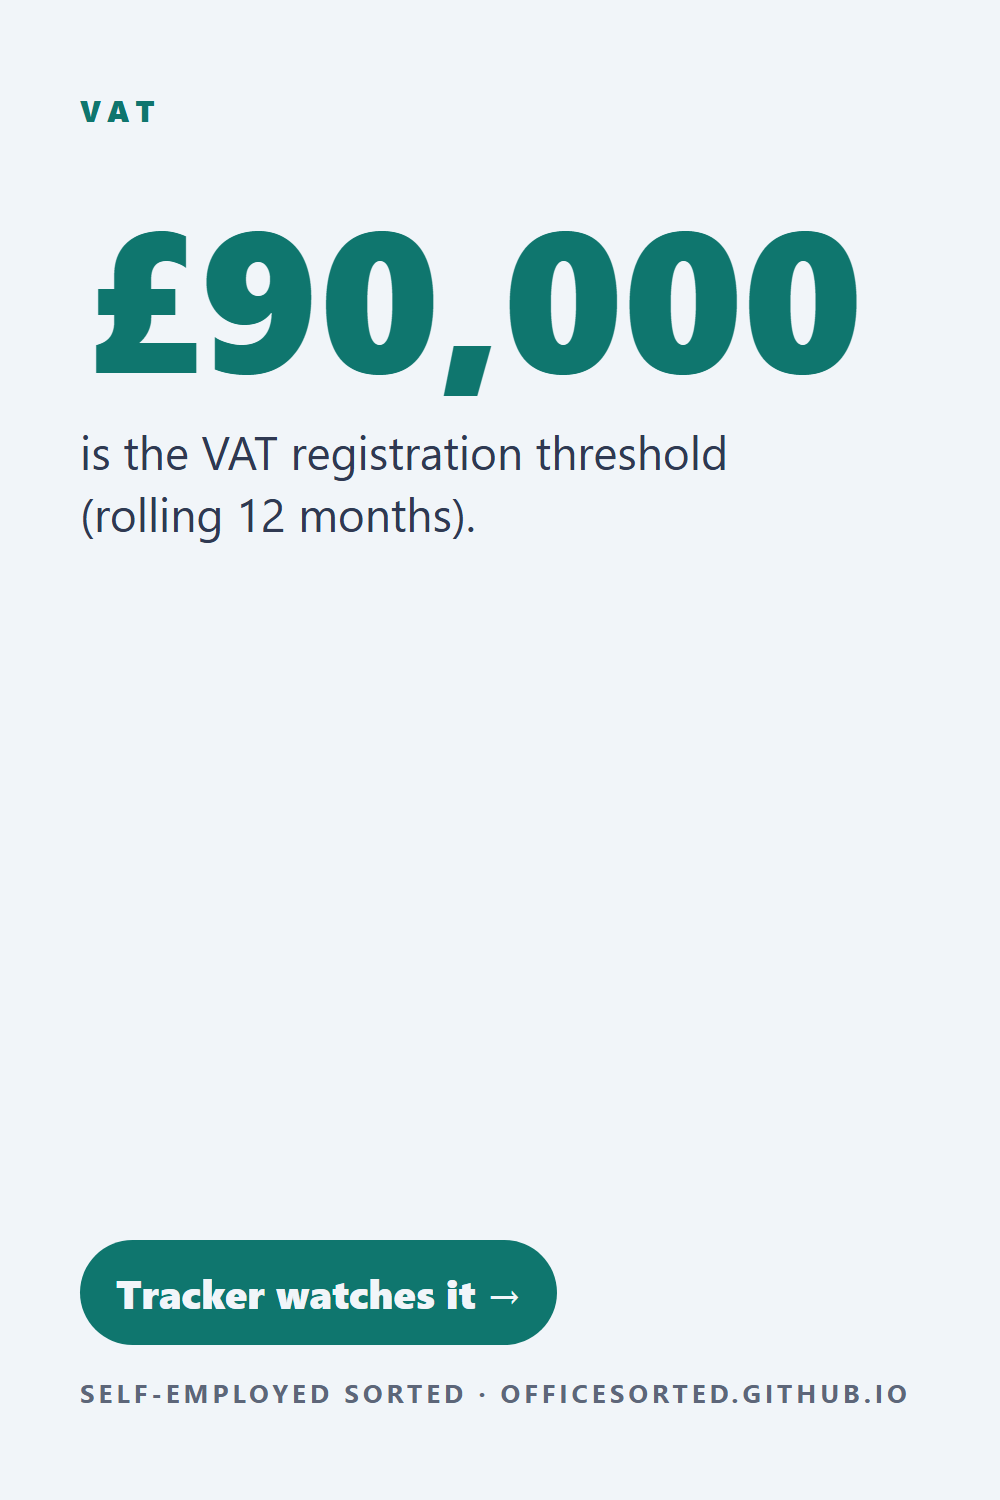 VAT
£90,000
is the VAT registration threshold
(rolling 12 months).
Tracker watches it →
SELF-EMPLOYED SORTED · OFFICESORTED.GITHUB.IO